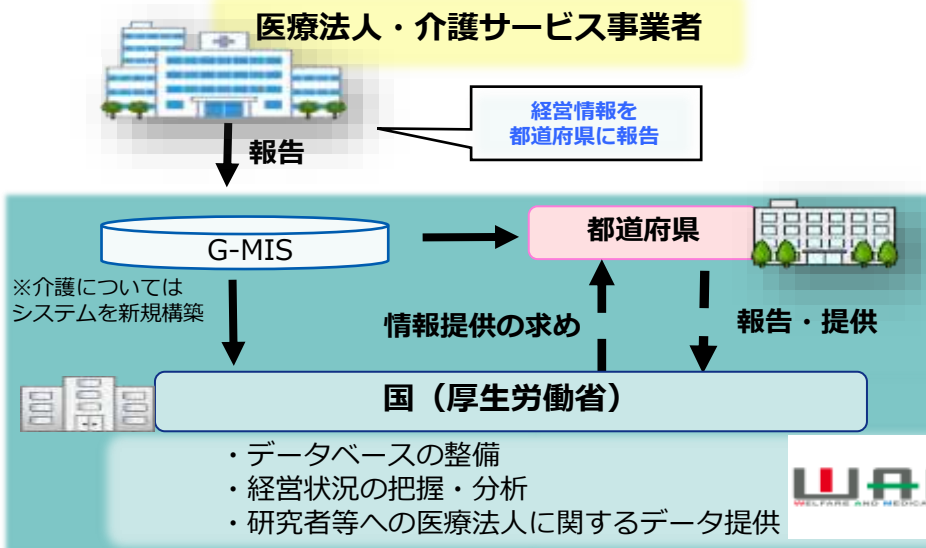 医療法人・介護サービス事業者
経営情報を
都道府県に報告
報告
G-MIS
都道府県
※介護については
システムを新規構築
情報提供の求め
報告・提供
国（厚生労働省）
・データベースの整備
・経営状況の把握・分析
・研究者等への医療法人に関するデータ提供
WA
WELFARE AND MEDICA